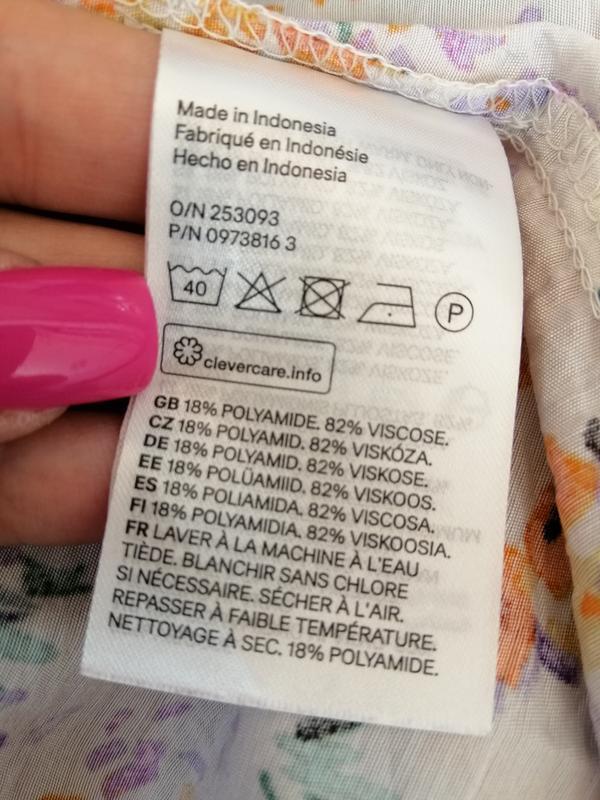 Made in Indonesia
Fabriqué en Indonésie
Hecho en Indonesia
O/N 253093
P/N 0973816 3
40
P
clevercare.info
GB 18% POLYAMIDE. 82% VISCOSE.
CZ 18% POLYAMID. 82% VISKÓZA.
DE 18% POLYAMID. 82% VISKOSE.
EE 18% POLÜAMIID. 82% VISKOOS.
ES 18% POLIAMIDA. 82% VISCOSA.
FI 18% POLYAMIDIA. 82% VISKOOSIA.
FR LAVER À LA MACHINE À L'EAU
TIÈDE. BLANCHIR SANS CHLORE
SI NÉCESSAIRE. SÉCHER À L'AIR.
REPASSER À FAIBLE TEMPÉRATURE.
NETTOYAGE À SEC. 18% POLYAMIDE.